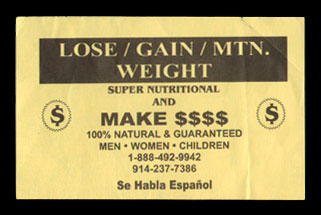 LOSE / GAIN / MTN.
WEIGHT
SUPER NUTRITIONAL
AND
$ MAKE $$$$ $
100% NATURAL & GUARANTEED
MEN • WOMEN • CHILDREN
1-888-492-9942
914-237-7386
Se Habla Español